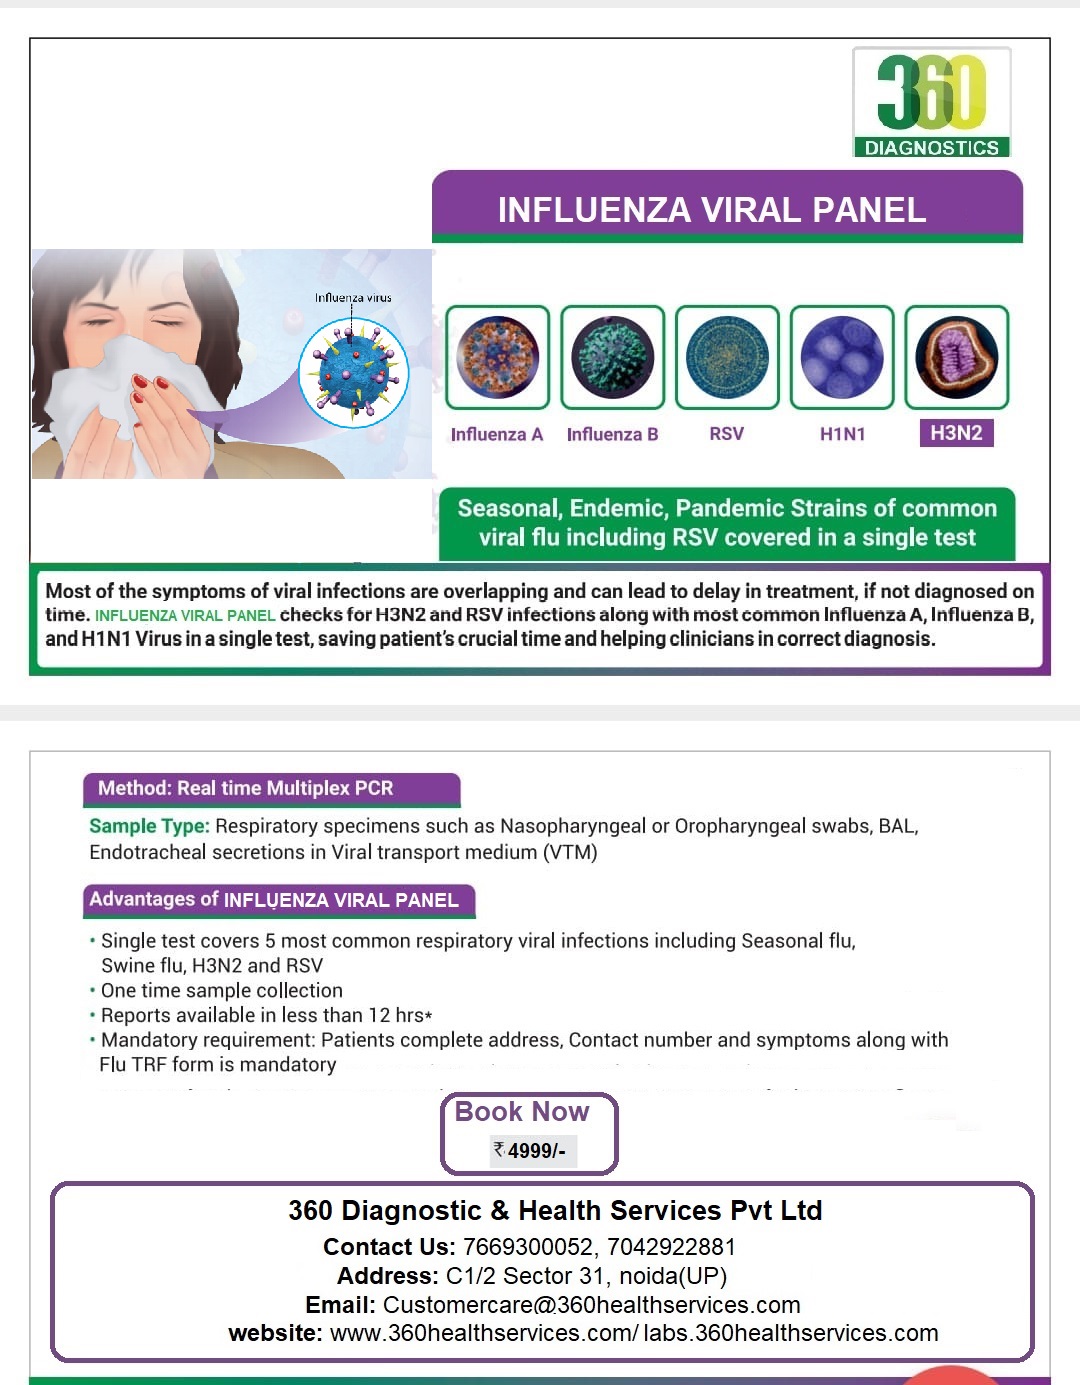 360
DIAGNOSTICS
INFLUENZA VIRAL PANEL
Influenza virus
Influenza A
Influenza B
RSV
H1N1
H3N2
Seasonal, Endemic, Pandemic Strains of common
viral flu including RSV covered in a single test
Most of the symptoms of viral infections are overlapping and can lead to delay in treatment, if not diagnosed on
time. INFLUENZA VIRAL PANEL checks for H3N2 and RSV infections along with most common Influenza A, Influenza B,
and H1N1 Virus in a single test, saving patient's crucial time and helping clinicians in correct diagnosis.
Method: Real time Multiplex PCR
Sample Type: Respiratory specimens such as Nasopharyngeal or Oropharyngeal swabs, BAL,
Endotracheal secretions in Viral transport medium (VTM)
Advantages of INFLUENZA VIRAL PANEL
• Single test covers 5 most common respiratory viral infections including Seasonal flu,
Swine flu, H3N2 and RSV
• One time sample collection
• Reports available in less than 12 hrs*
• Mandatory requirement: Patients complete address, Contact number and symptoms along with
Flu TRF form is mandatory
Book Now
₹ 4999/-
360 Diagnostic & Health Services Pvt Ltd
Contact Us: 7669300052, 7042922881
Address: C1/2 Sector 31, noida(UP)
Email: Customercare@360healthservices.com
website: www.360healthservices.com/ labs.360healthservices.com